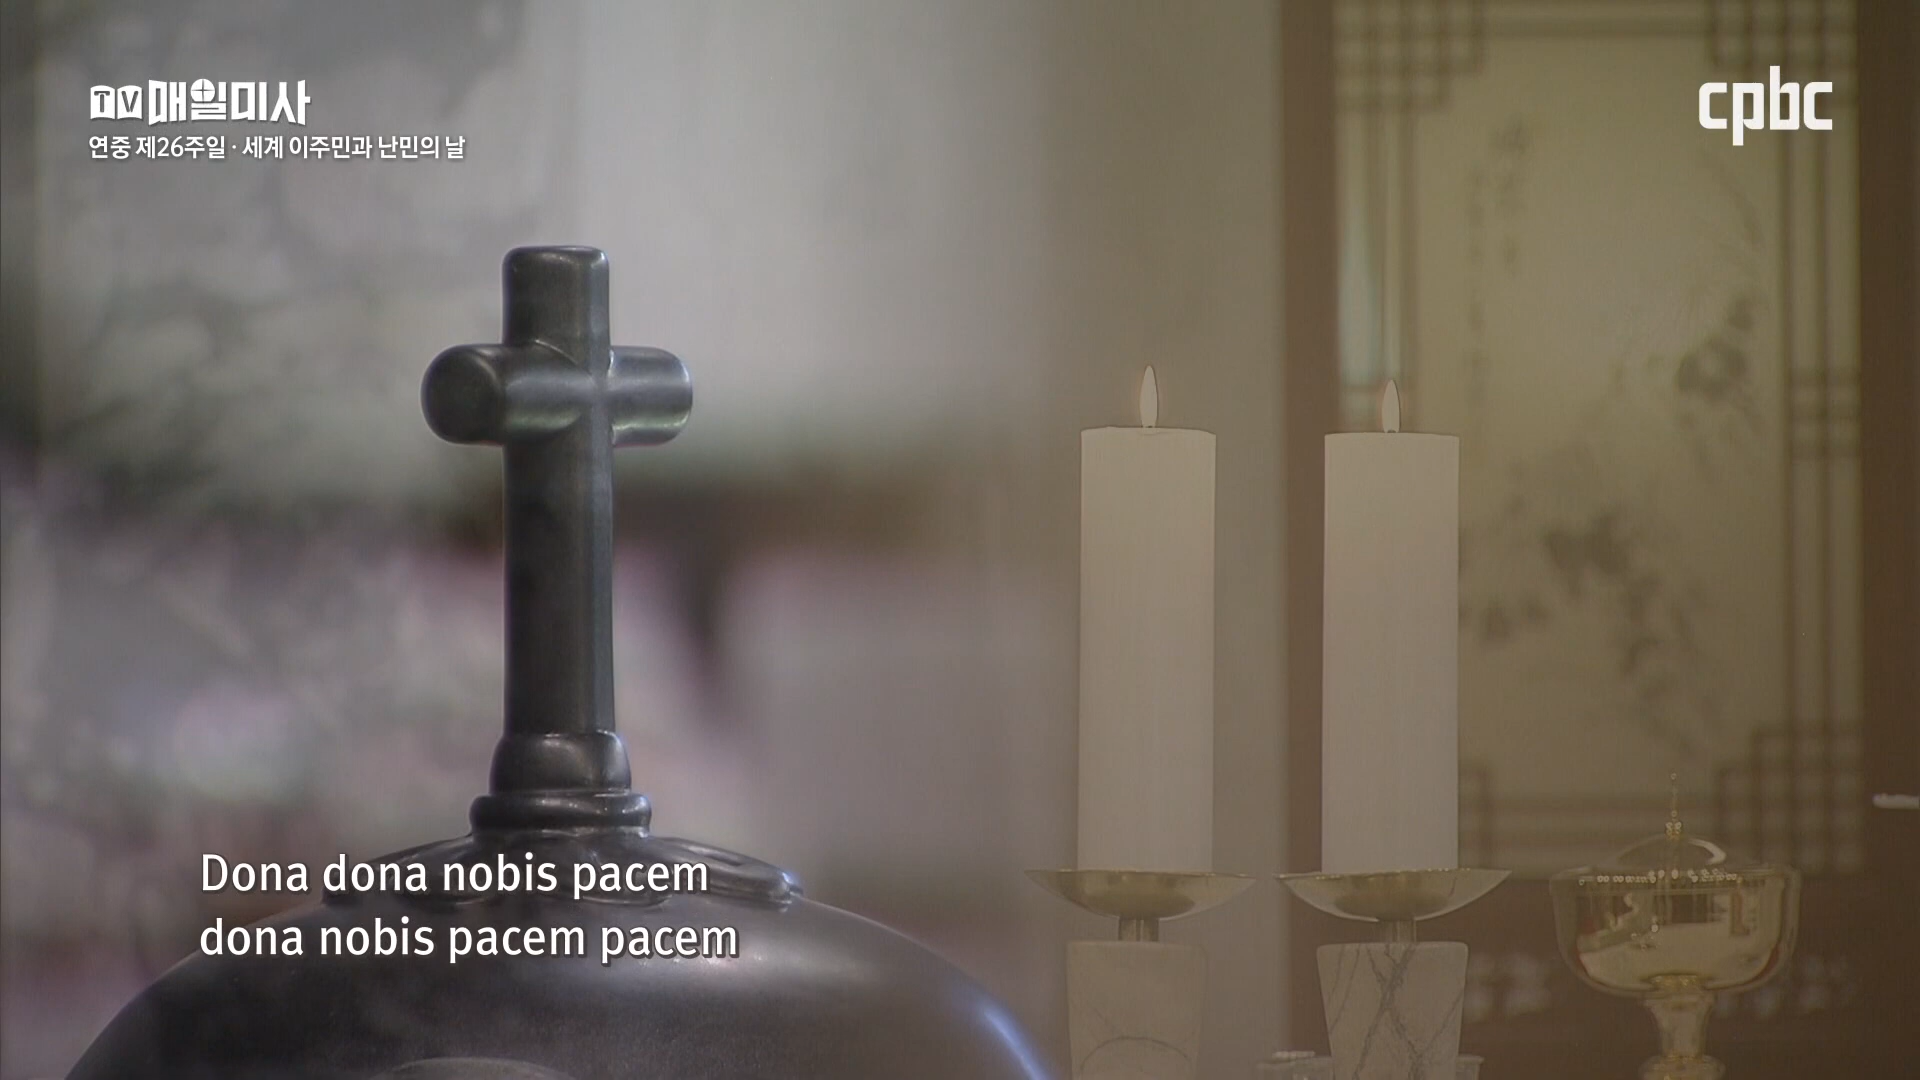 TV매일미사
연중 제26주일 · 세계 이주민과 난민의 날
cpbc
Dona dona nobis pacem
dona nobis pacem pacem